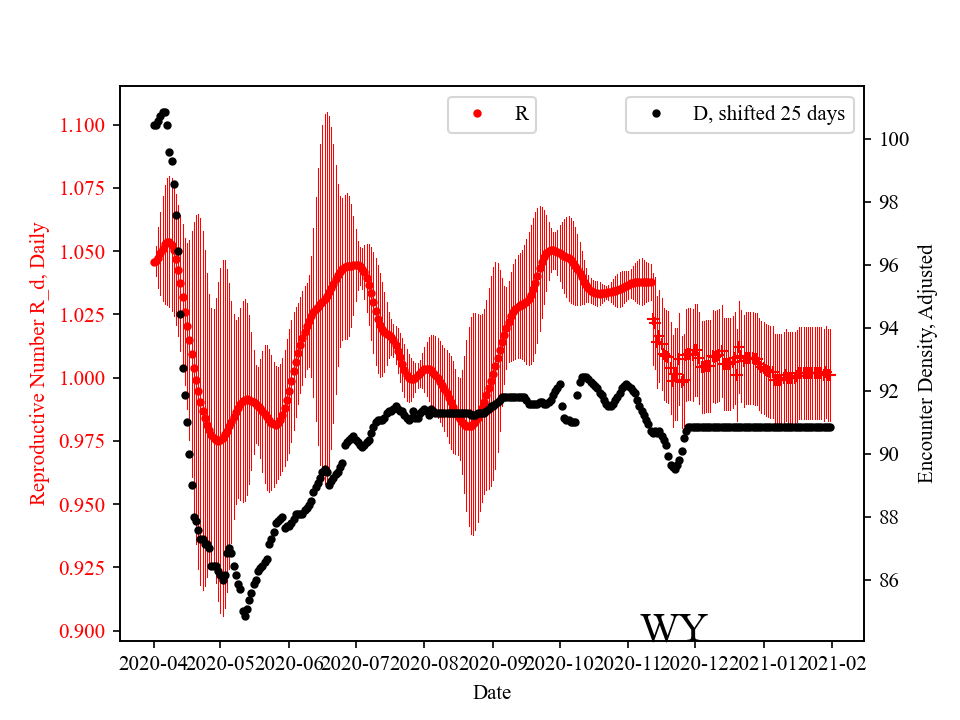 R
D, shifted 25 days
1.100
1.075
1.050
1.025
1.000
0.975
0.950
0.925
0.900
Reproductive Number R_d, Daily
100
98
96
94
92
90
88
86
Encounter Density, Adjusted
WY
2020-04 2020-05 2020-06 2020-07 2020-08 2020-09 2020-10 2020-11 2020-12 2021-01 2021-02
Date